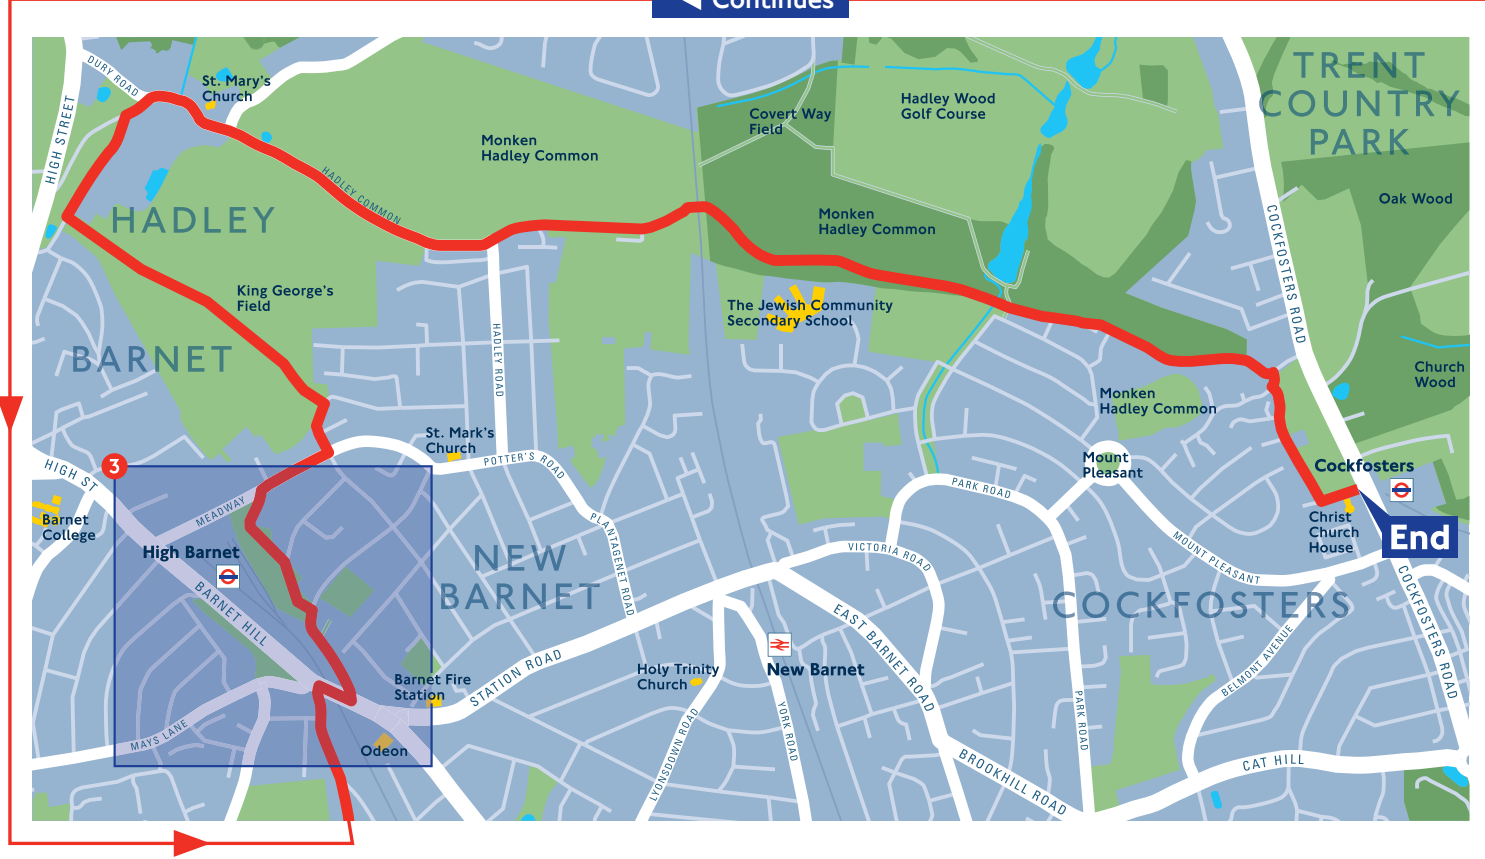 ◄ Continues
TRENT
COUNTRY
PARK
DURY ROAD
St. Mary's
Church
HIGH STREET
Monken
Hadley Common
Covert Way
Field
Hadley Wood
Golf Course
Oak Wood
HADLEY
HADLEY COMMON
Monken
Hadley Common
COCKFOSTERS ROAD
King George's
Field
The Jewish Community
Secondary School
BARNET
HADLEY ROAD
Church
Wood
Monken
Hadley Common
St. Mark's
Church
POTTER'S ROAD
Mount
Pleasant
Cockfosters
HIGH ST
3
PARK ROAD
Barnet
College
MEADWAY
PLANTAGENET ROAD
Christ
Church
House
End
High Barnet
NEW
BARNET
VICTORIA ROAD
MOUNT PLEASANT
BARNET HILL
EAST BARNET ROAD
COCKFOSTERS
COCKFOSTERS ROAD
BELMONT AVENUE
Barnet Fire
Station
STATION ROAD
Holy Trinity
Church
New Barnet
MAYS LANE
Odeon
LYONSDOWN ROAD
YORK ROAD
PARK ROAD
BROOKHILL ROAD
CAT HILL